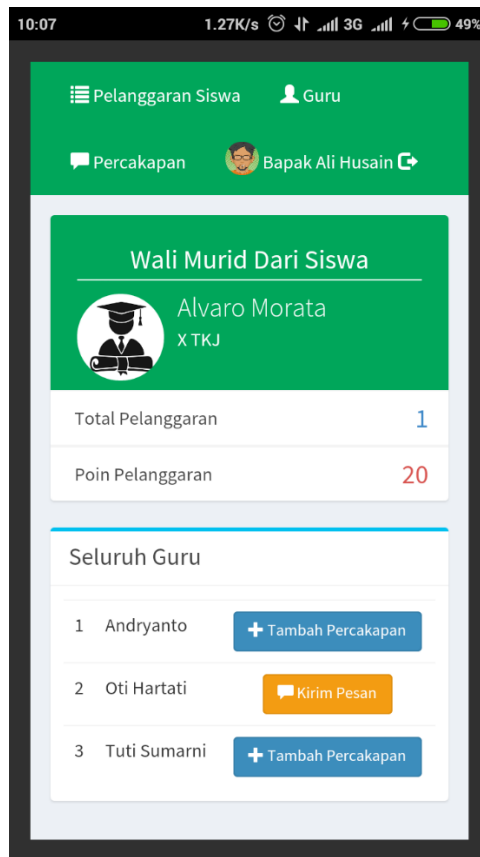 10:07 1.27K/s 3G 49%
Pelanggaran Siswa Guru
Percakapan Bapak Ali Husain
Wali Murid Dari Siswa
Alvaro Morata
X TKJ
Total Pelanggaran 1
Poin Pelanggaran 20
Seluruh Guru
1 Andryanto Tambah Percakapan
2 Oti Hartati Kirim Pesan
3 Tuti Sumarni Tambah Percakapan